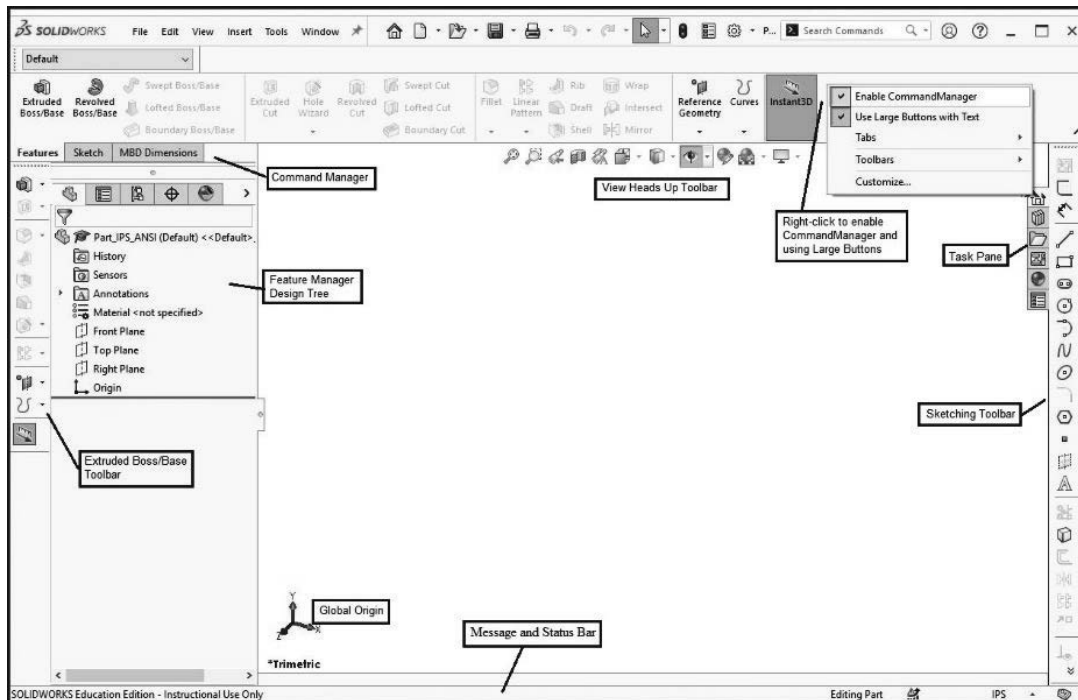 SOLIDWORKS File Edit View Insert Tools Window P... Search Commands
Default
Extruded Boss/Base
Revolved Boss/Base
Swept Boss/Base
Lofted Boss/Base
Boundary Boss/Base
Extruded Cut
Hole Wizard
Revolved Cut
Swept Cut
Lofted Cut
Boundary Cut
Fillet
Linear Pattern
Rib
Draft
Shell
Wrap
Intersect
Mirror
Reference Geometry
Curves
Instant3D
Enable CommandManager
Use Large Buttons with Text
Tabs
Toolbars
Customize...
Features Sketch MBD Dimensions
Command Manager
View Heads Up Toolbar
Right-click to enable
CommandManager and
using Large Buttons
Task Pane
Part_IPS_ANSI (Default) <<Default>.
History
Sensors
Annotations
Material <not specified>
Front Plane
Top Plane
Right Plane
Origin
Feature Manager
Design Tree
Sketching Toolbar
Extruded Boss/Base
Toolbar
Y
X
Z
Global Origin
Message and Status Bar
*Trimetric
SOLIDWORKS Education Edition - Instructional Use Only Editing Part IPS